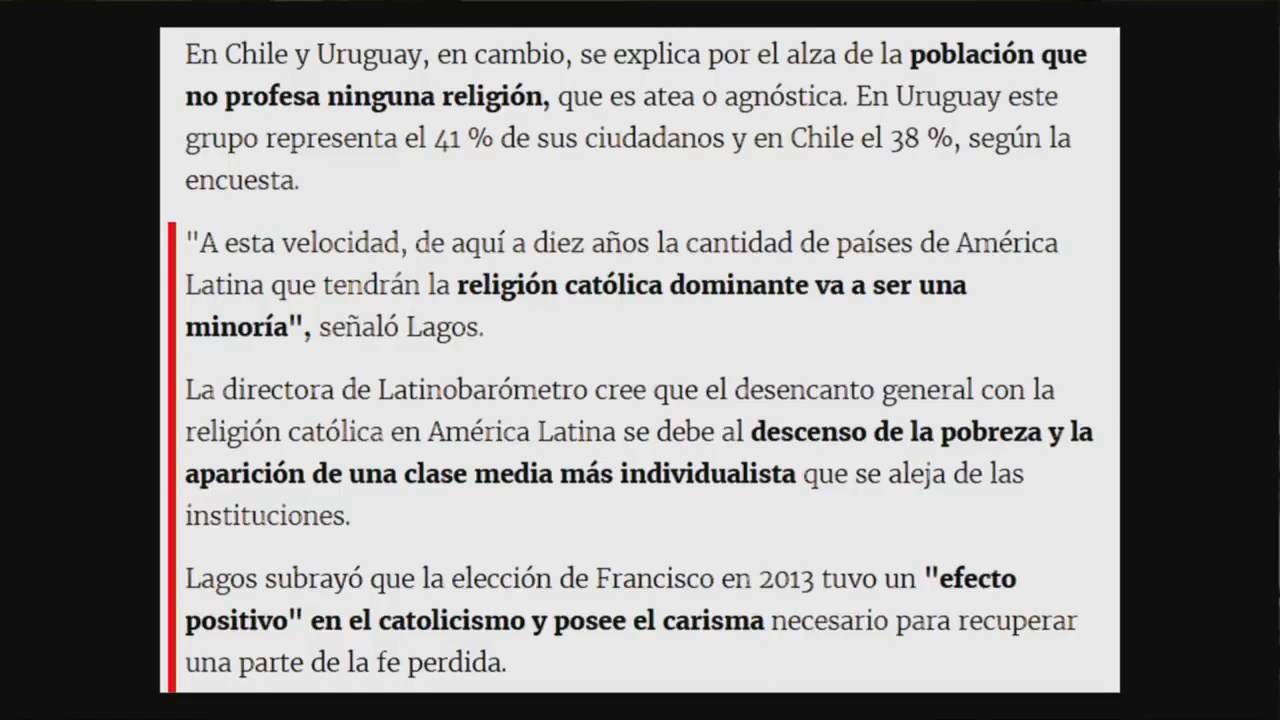 En Chile y Uruguay, en cambio, se explica por el alza de la población que
no profesa ninguna religión, que es atea o agnóstica. En Uruguay este
grupo representa el 41 % de sus ciudadanos y en Chile el 38 %, según la
encuesta.
"A esta velocidad, de aquí a diez años la cantidad de países de América
Latina que tendrán la religión católica dominante va a ser una
minoría", señaló Lagos.
La directora de Latinobarómetro cree que el desencanto general con la
religión católica en América Latina se debe al descenso de la pobreza y la
aparición de una clase media más individualista que se aleja de las
instituciones.
Lagos subrayó que la elección de Francisco en 2013 tuvo un "efecto
positivo" en el catolicismo y posee el carisma necesario para recuperar
una parte de la fe perdida.